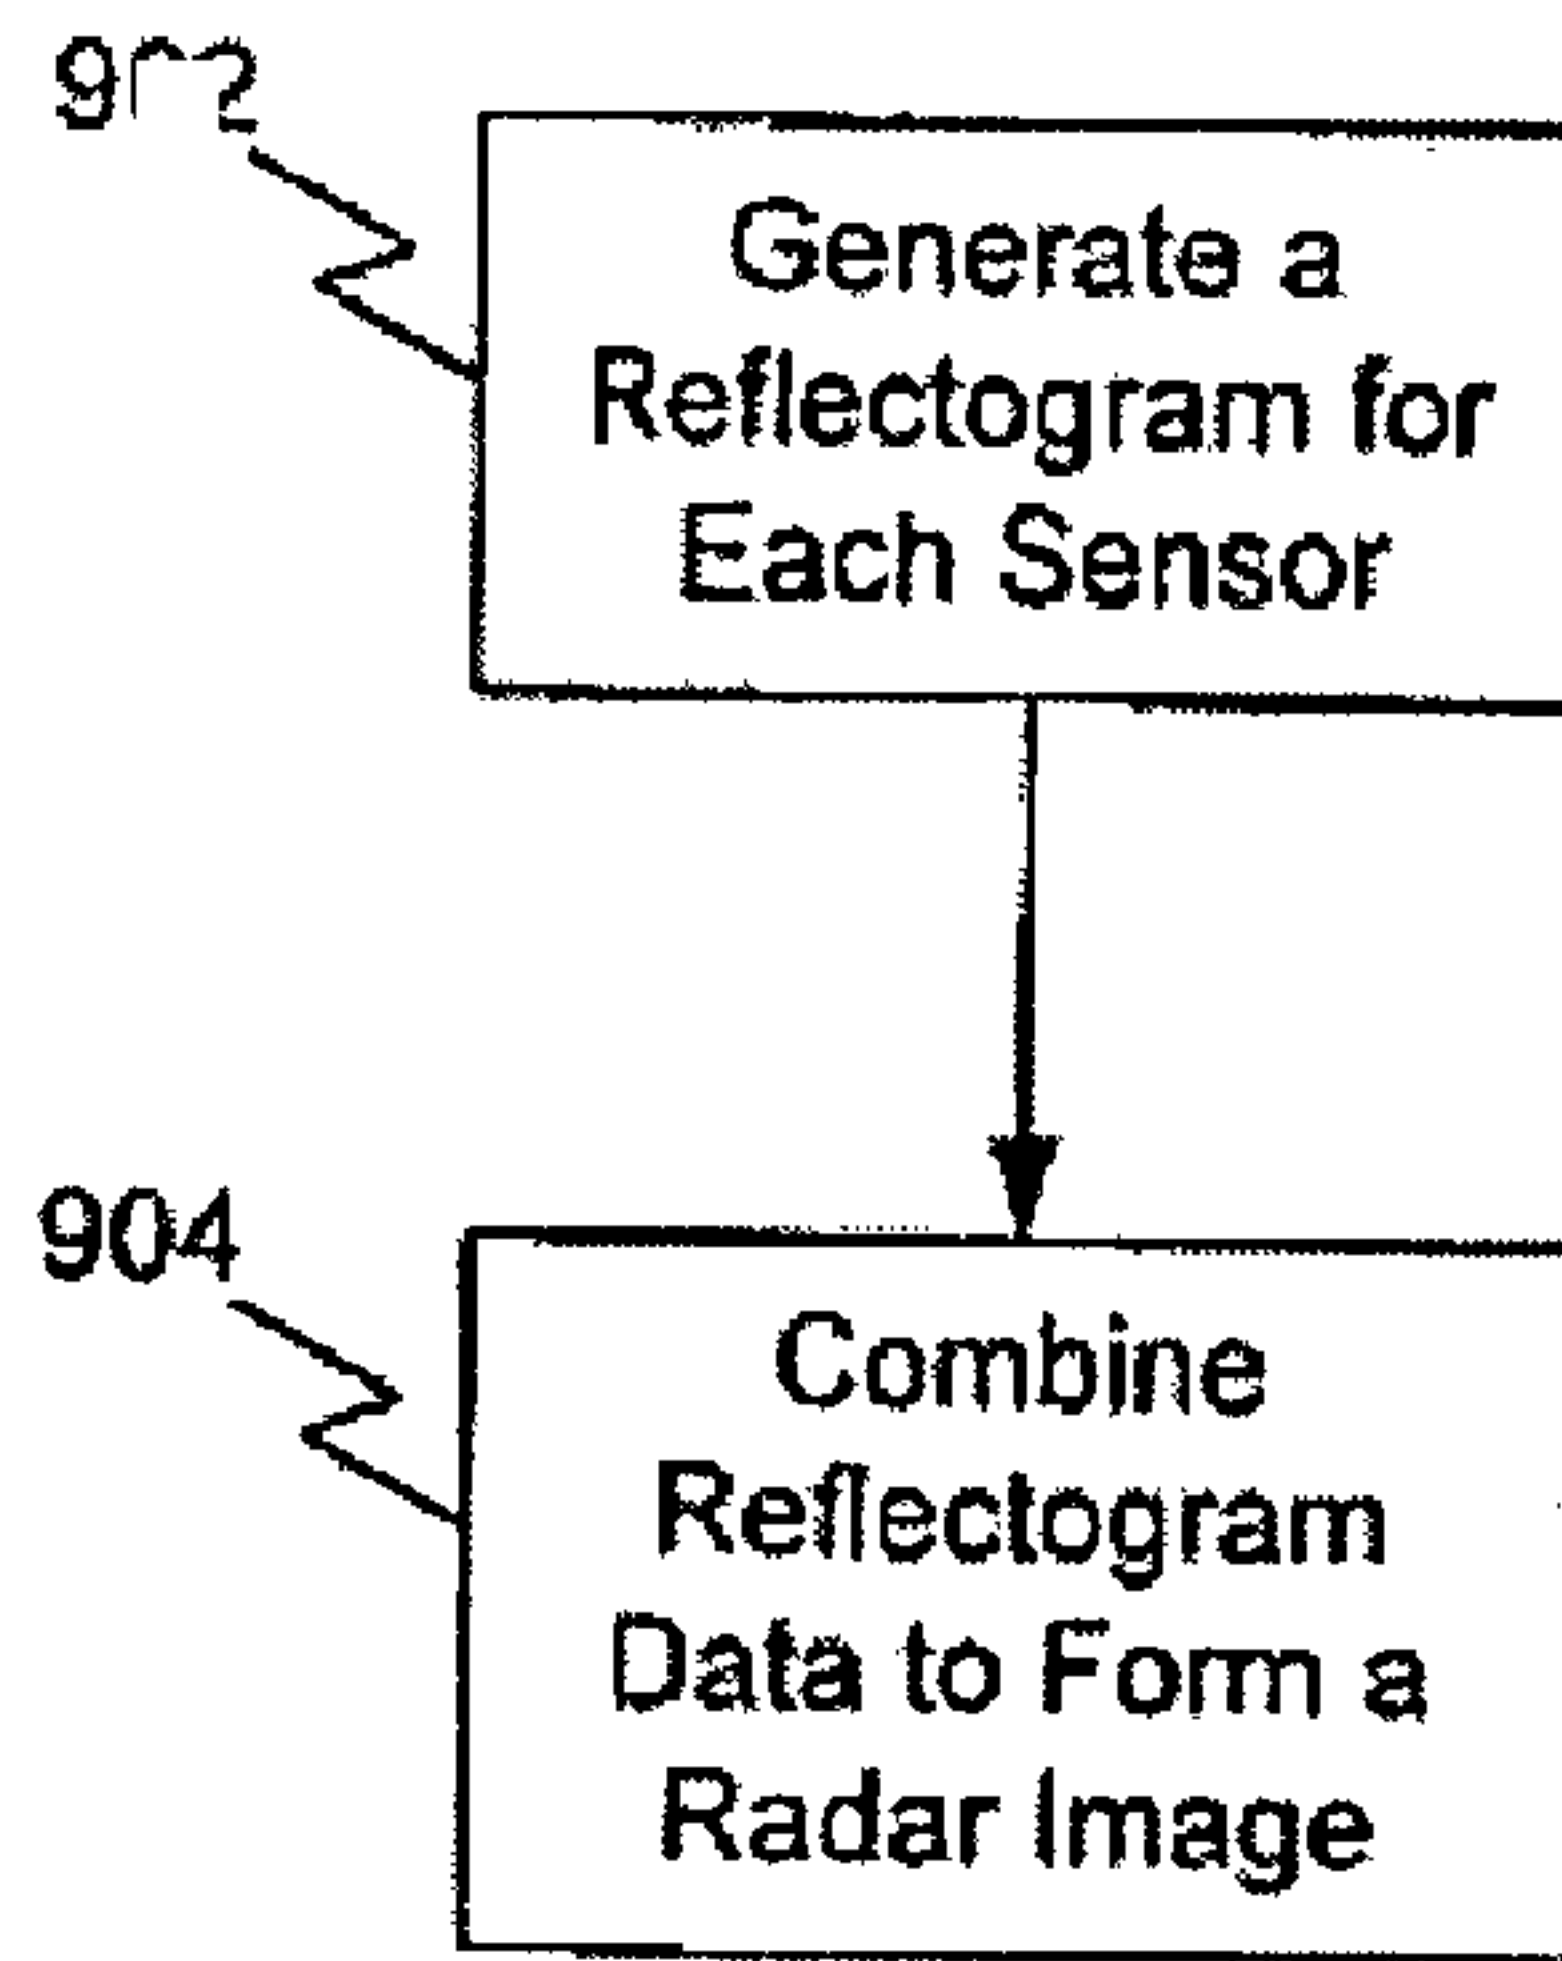 902
Generate a
Reflectogram for
Each Sensor
904
Combine
Reflectogram
Data to Form a
Radar Image